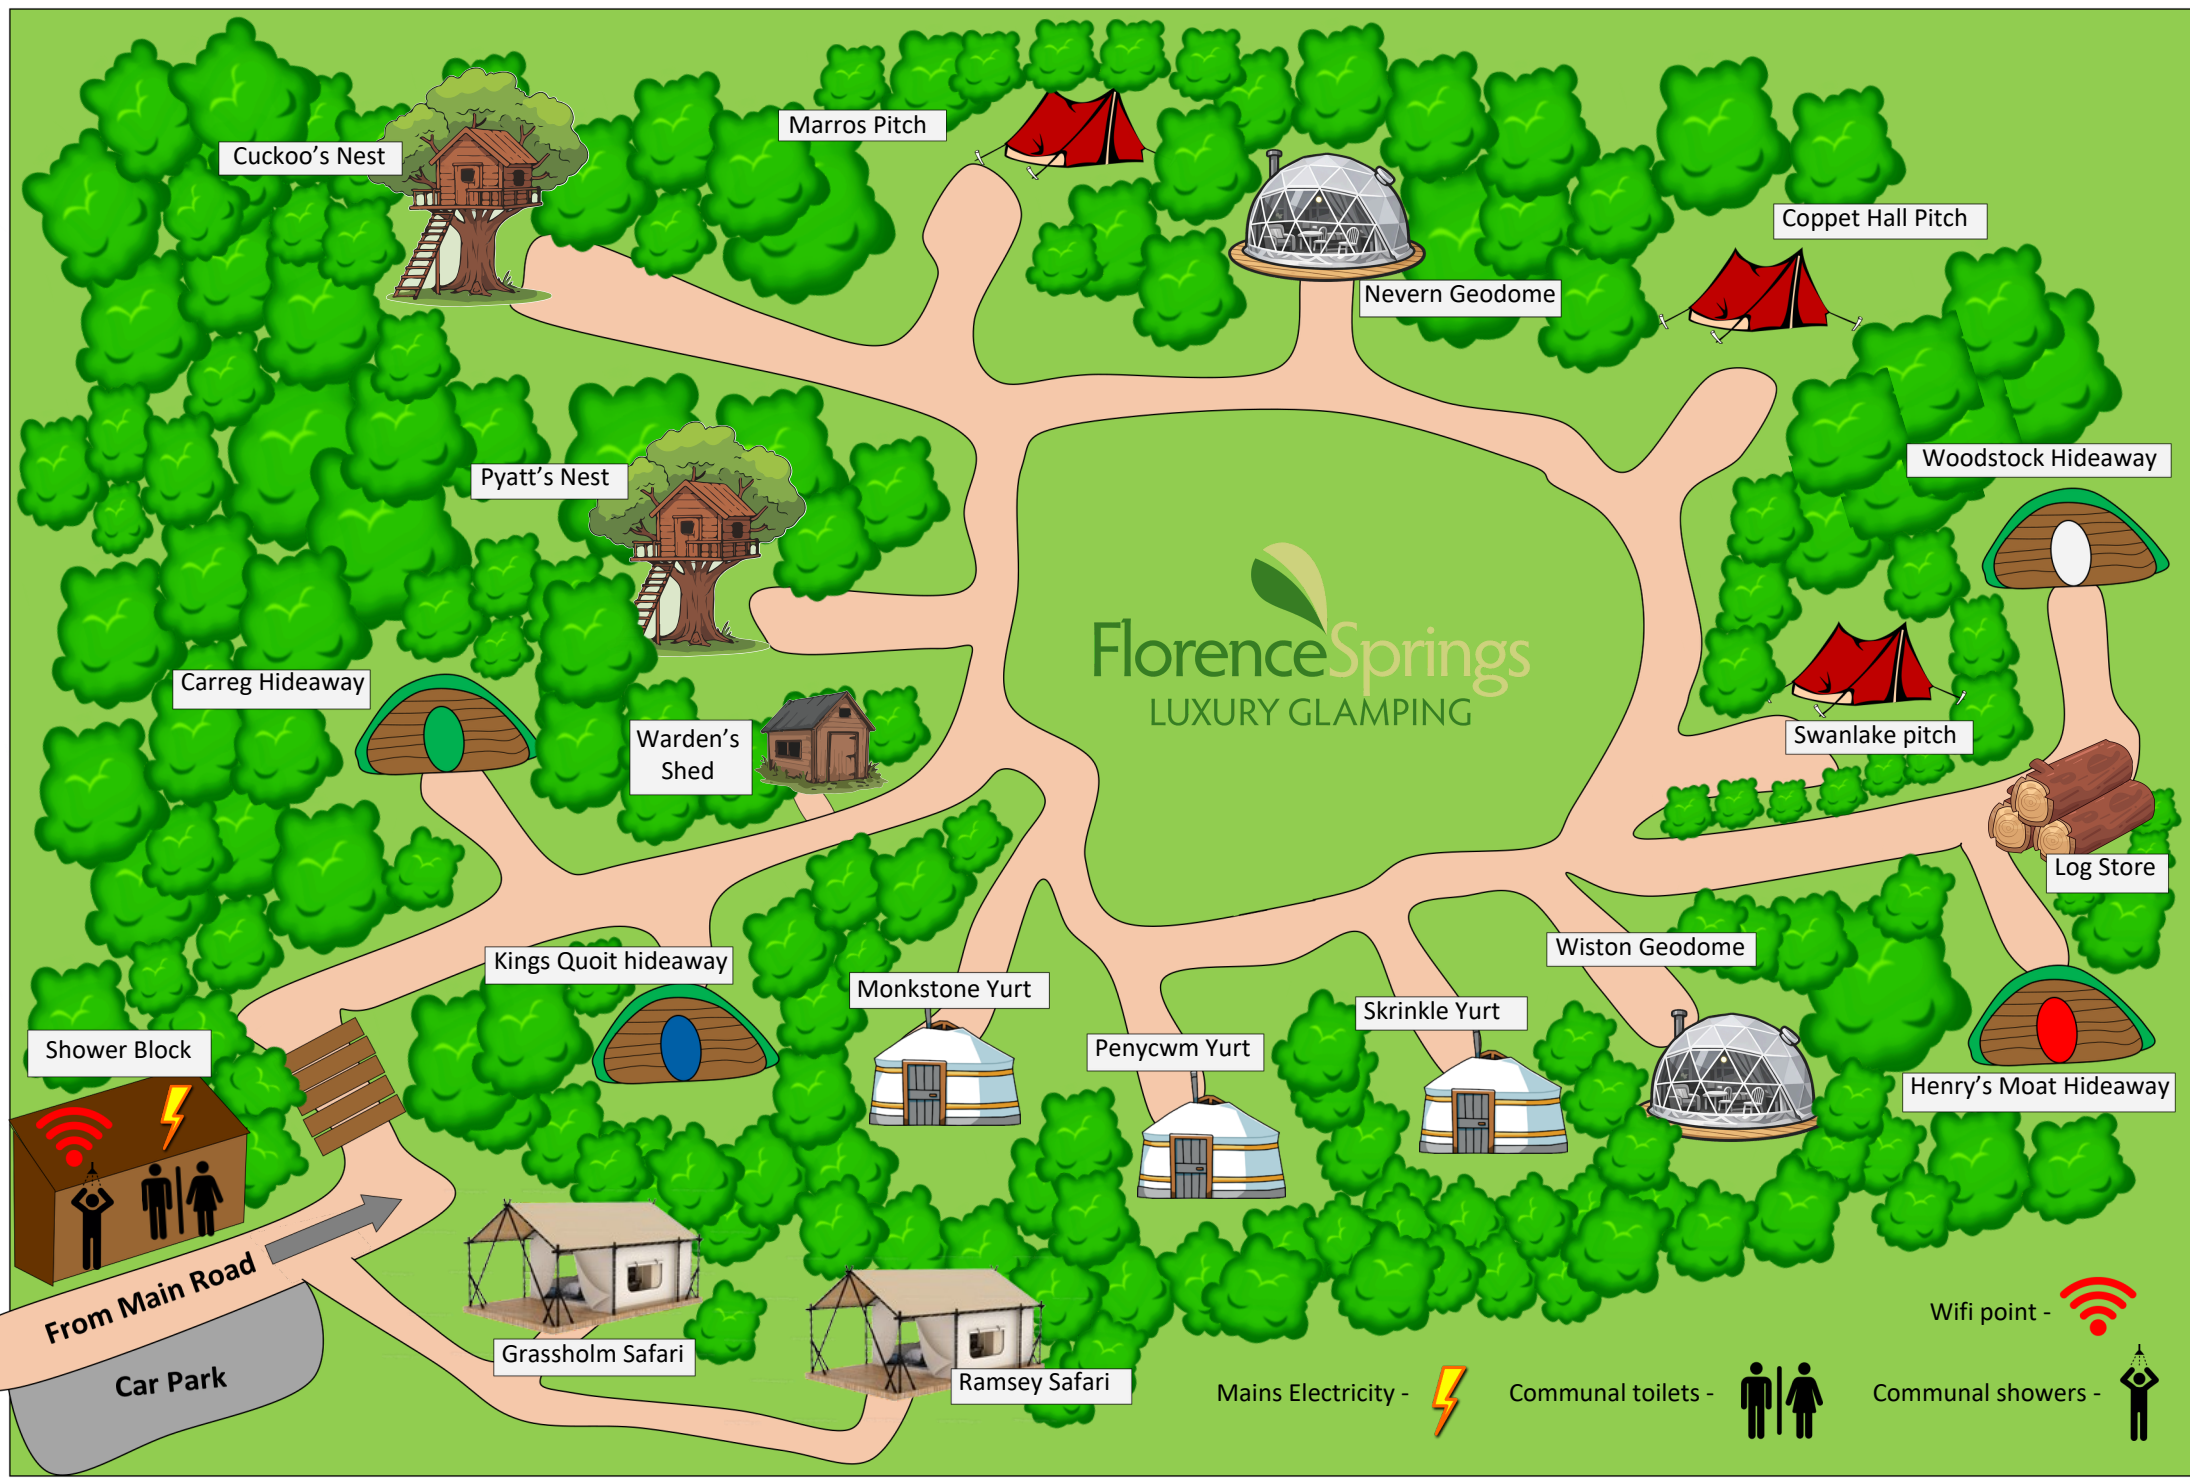 Marros Pitch
Cuckoo's Nest
Coppet Hall Pitch
Nevern Geodome
Woodstock Hideaway
Pyatt's Nest
FlorenceSprings
LUXURY GLAMPING
Carreg Hideaway
Warden's
Shed
Swanlake pitch
Log Store
Kings Quoit hideaway
Wiston Geodome
Monkstone Yurt
Skrinkle Yurt
Shower Block
Penycwm Yurt
Henry's Moat Hideaway
From Main Road
Car Park
Grassholm Safari
Ramsey Safari
Wifi point -
Mains Electricity -
Communal toilets -
Communal showers -